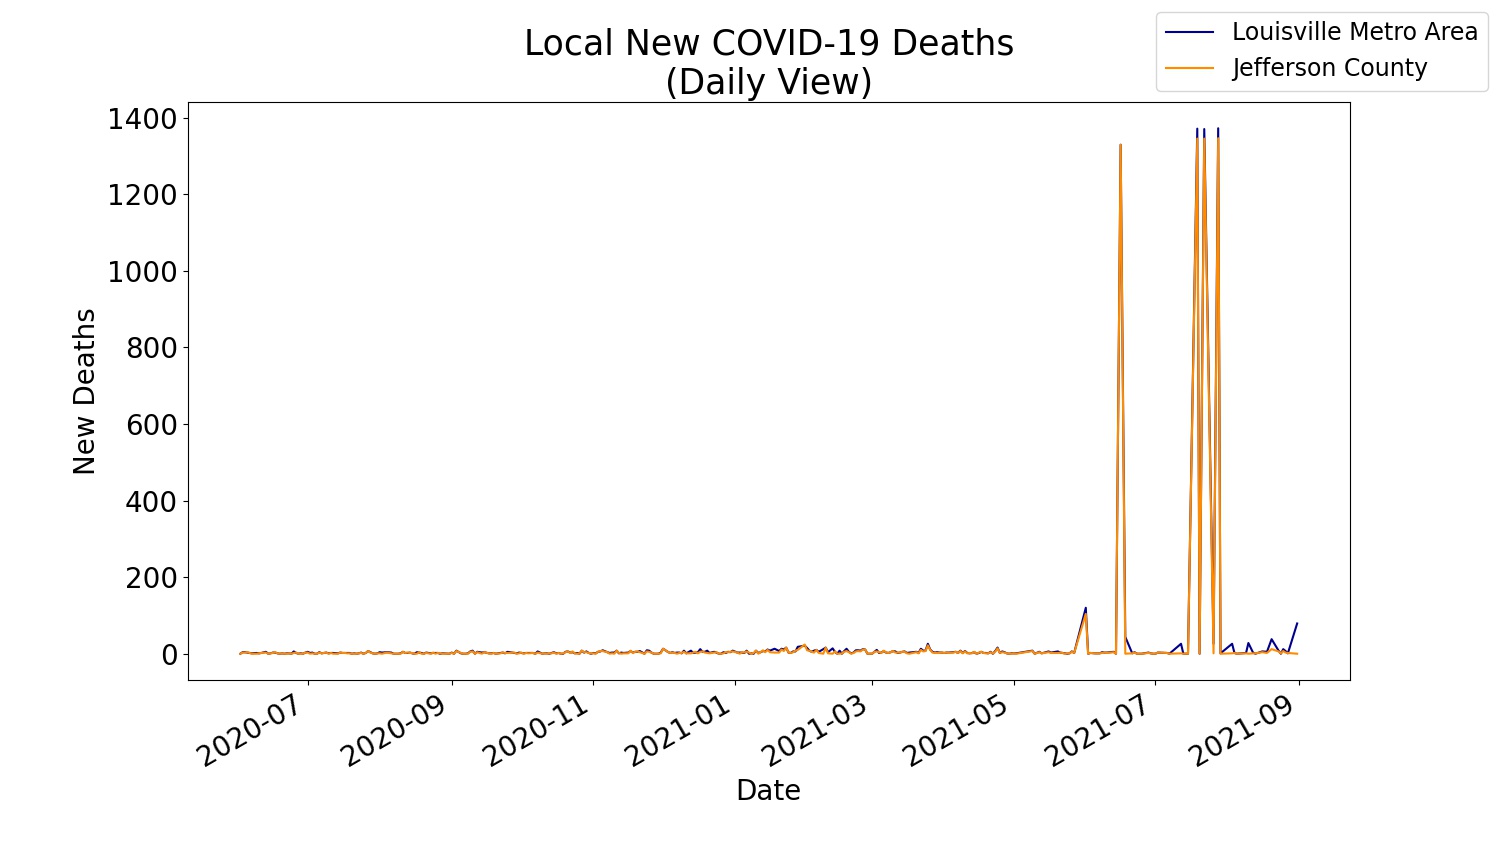 Local New COVID-19 Deaths
(Daily View)
Louisville Metro Area
Jefferson County
1400
1200
1000
800
600
400
200
0
New Deaths
2020-07
2020-09
2020-11
2021-01
2021-03
2021-05
2021-07
2021-09
Date